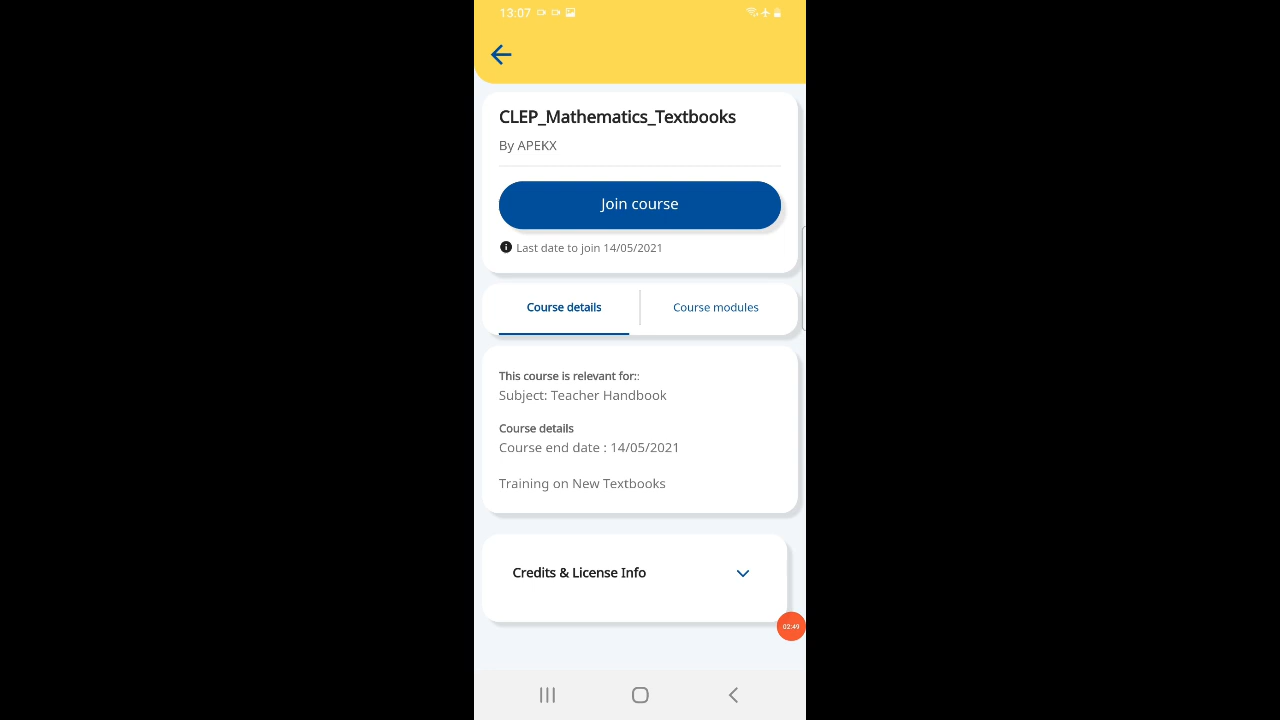 13:07
CLEP_Mathematics_Textbooks
By APEKX
Join course
Last date to join 14/05/2021
Course details
Course modules
This course is relevant for::
Subject: Teacher Handbook
Course details
Course end date : 14/05/2021
Training on New Textbooks
Credits & License Info
02:49